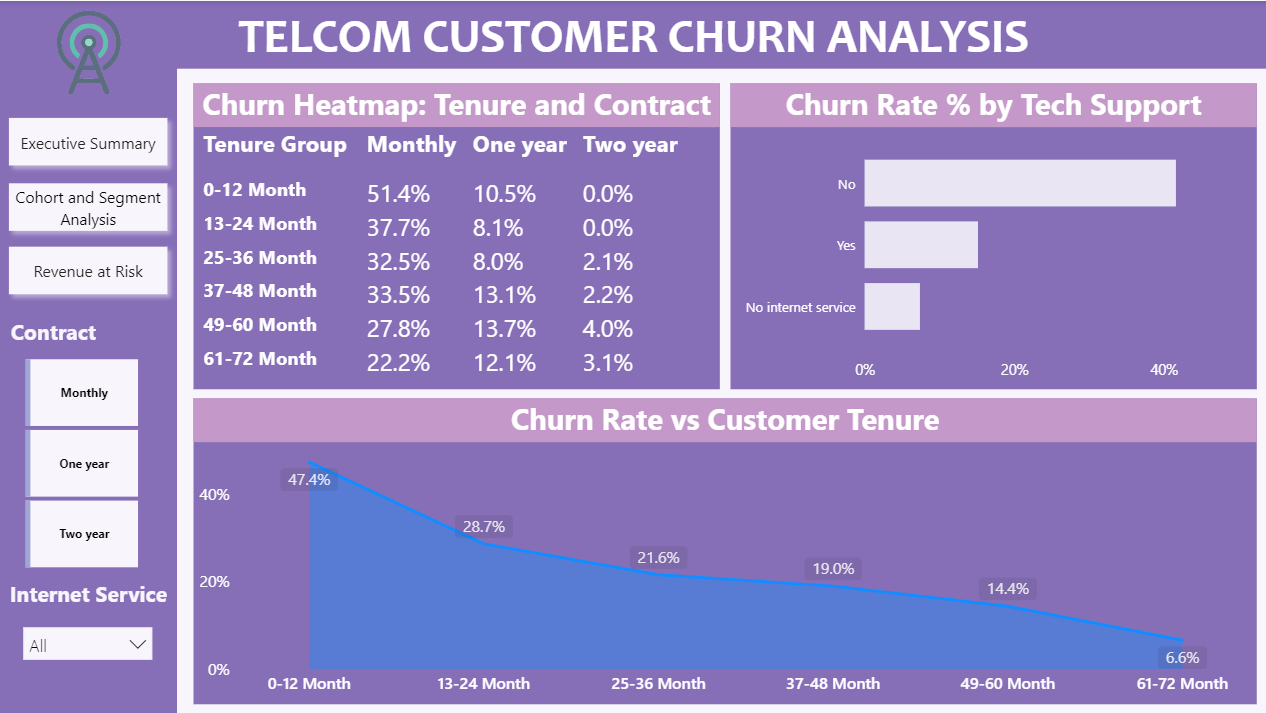 TELCOM CUSTOMER CHURN ANALYSIS
Executive Summary
Cohort and Segment
Analysis
Revenue at Risk
Contract
Monthly
One year
Two year
Internet Service
All
Churn Heatmap: Tenure and Contract
Tenure Group Monthly One year Two year
0-12 Month 51.4% 10.5% 0.0%
13-24 Month 37.7% 8.1% 0.0%
25-36 Month 32.5% 8.0% 2.1%
37-48 Month 33.5% 13.1% 2.2%
49-60 Month 27.8% 13.7% 4.0%
61-72 Month 22.2% 12.1% 3.1%
Churn Rate % by Tech Support
No
Yes
No internet service
0% 20% 40%
Churn Rate vs Customer Tenure
40%
20%
0%
47.4%
28.7%
21.6%
19.0%
14.4%
6.6%
0-12 Month 13-24 Month 25-36 Month 37-48 Month 49-60 Month 61-72 Month